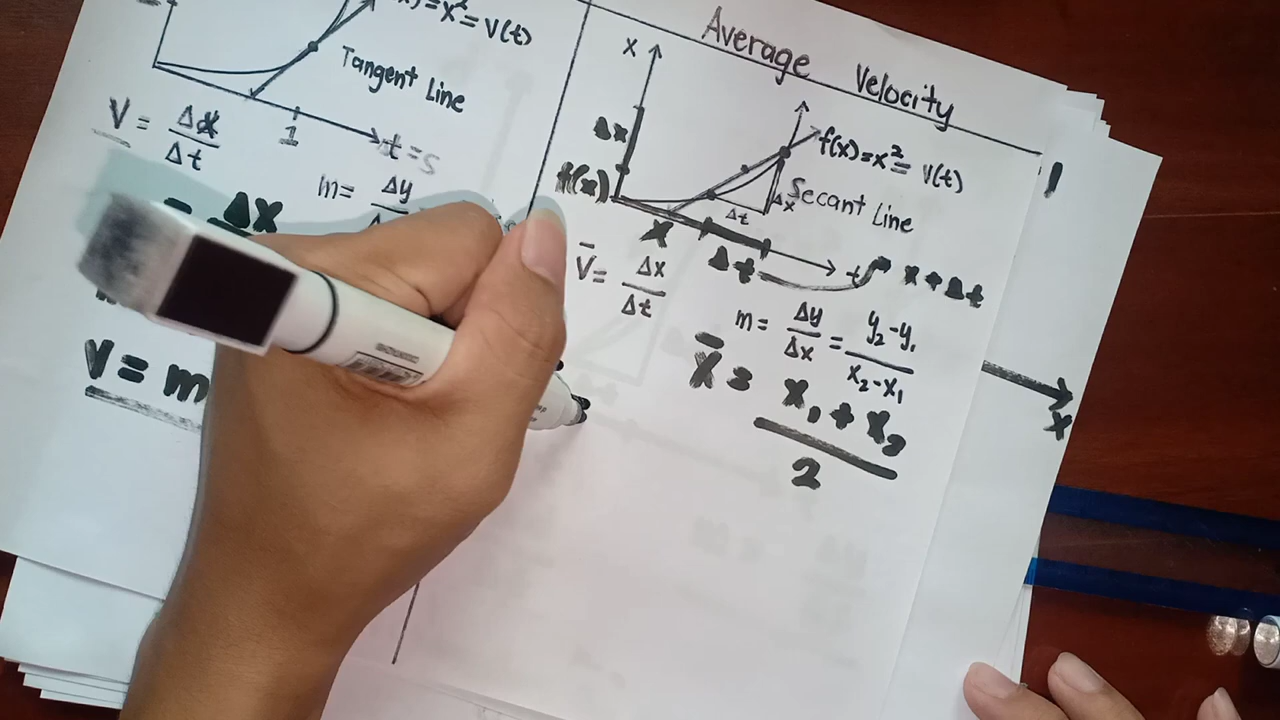 x² = v(t)
Tangent Line
1
t = s
V = Δx
Δt
m = Δy
ΔX
V = m
Average Velocity
x
Δx
f(x)
f(x) = x² = v(t)
Secant Line
Δx
Δt
x
Δt
t
x + Δt
V̅ = Δx
Δt
m = Δy = y₂ - y₁
Δx x₂ - x₁
X̅ = x₁ + x₂
2
x